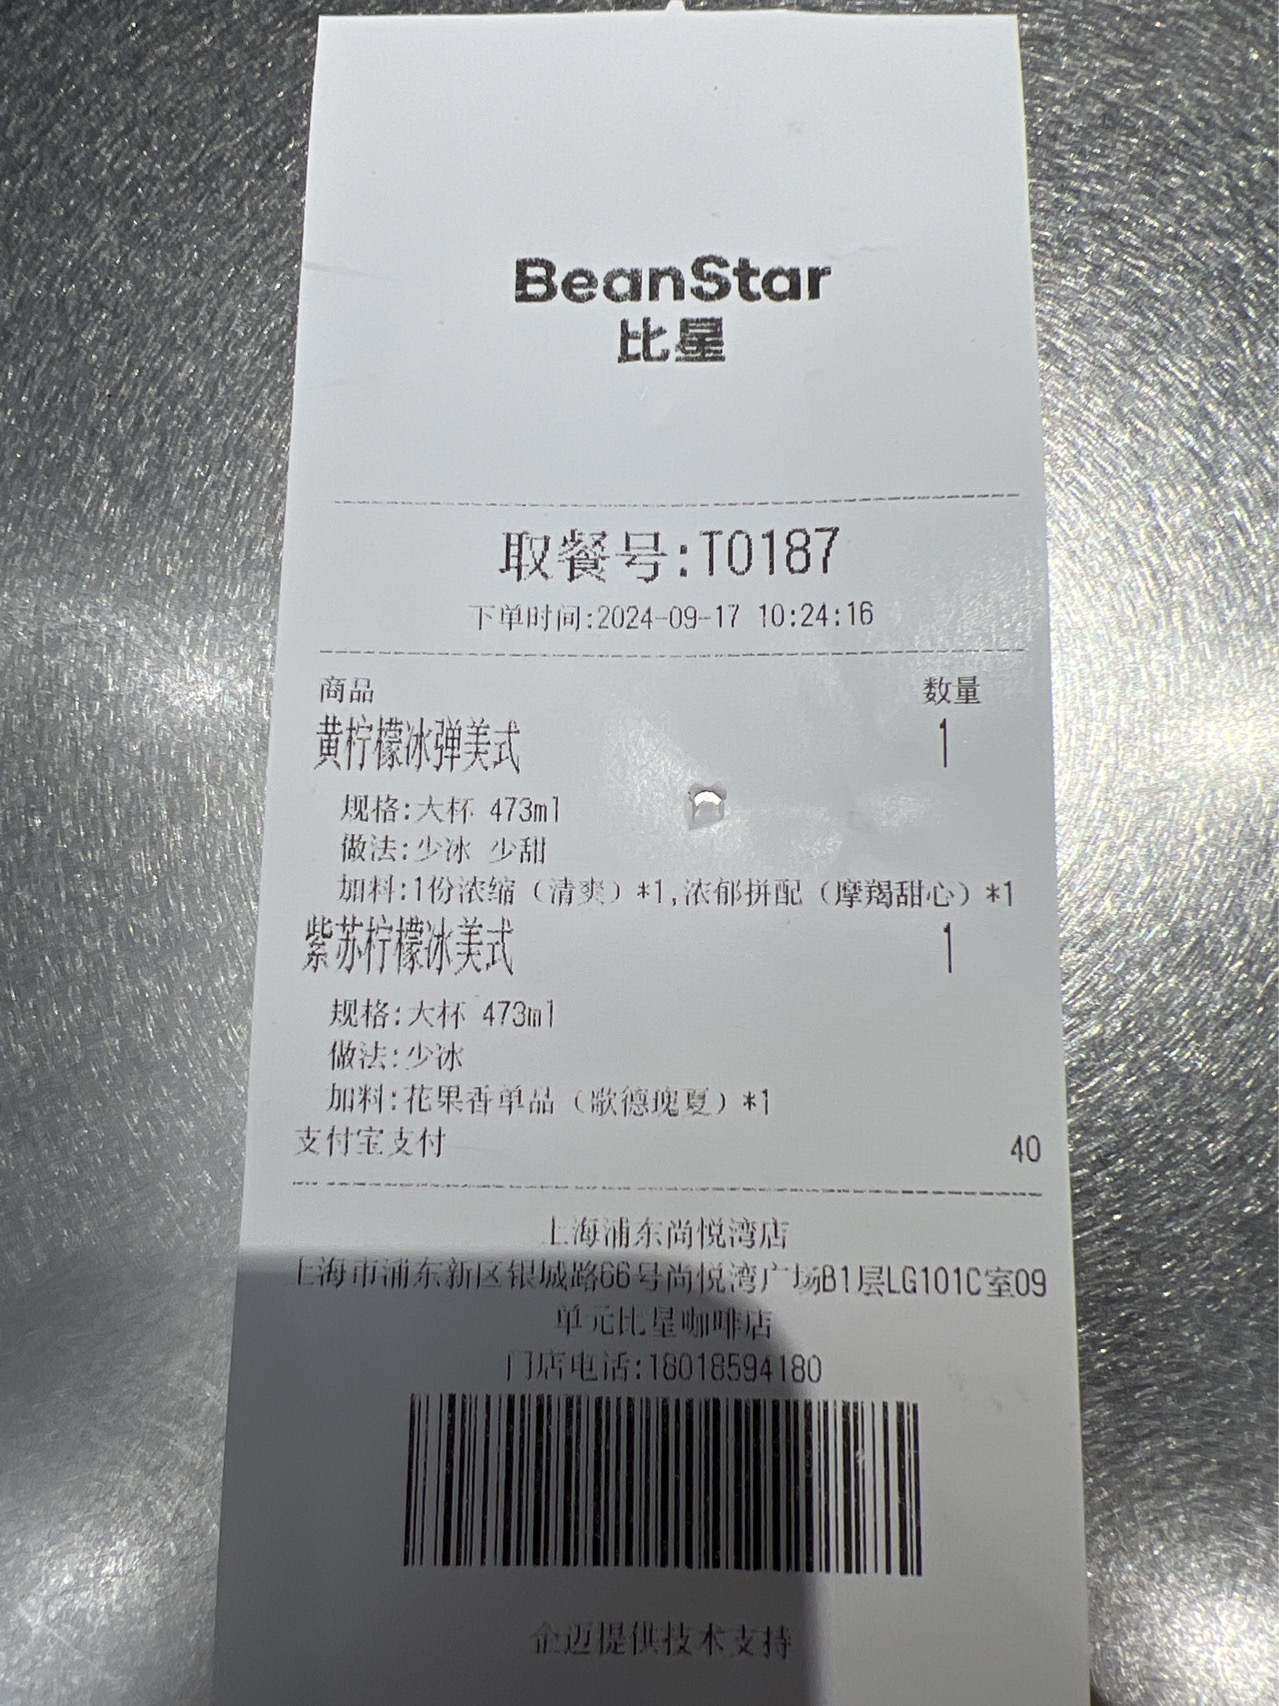 BeanStar
比星
取餐号:T0187
下单时间:2024-09-17 10:24:16
商品 数量
黄柠檬冰弹美式 1
规格:大杯 473ml
做法:少冰 少甜
加料:1份浓缩（清爽）*1,浓郁拼配（摩羯甜心）*1
紫苏柠檬冰美式 1
规格:大杯 473ml
做法:少冰
加料:花果香单品（歌德瑰夏）*1
支付宝支付 40
上海浦东尚悦湾店
上海市浦东新区银城路66号尚悦湾广场B1层LG101C室09
单元比星咖啡店
门店电话:18018594180
企迈提供技术支持